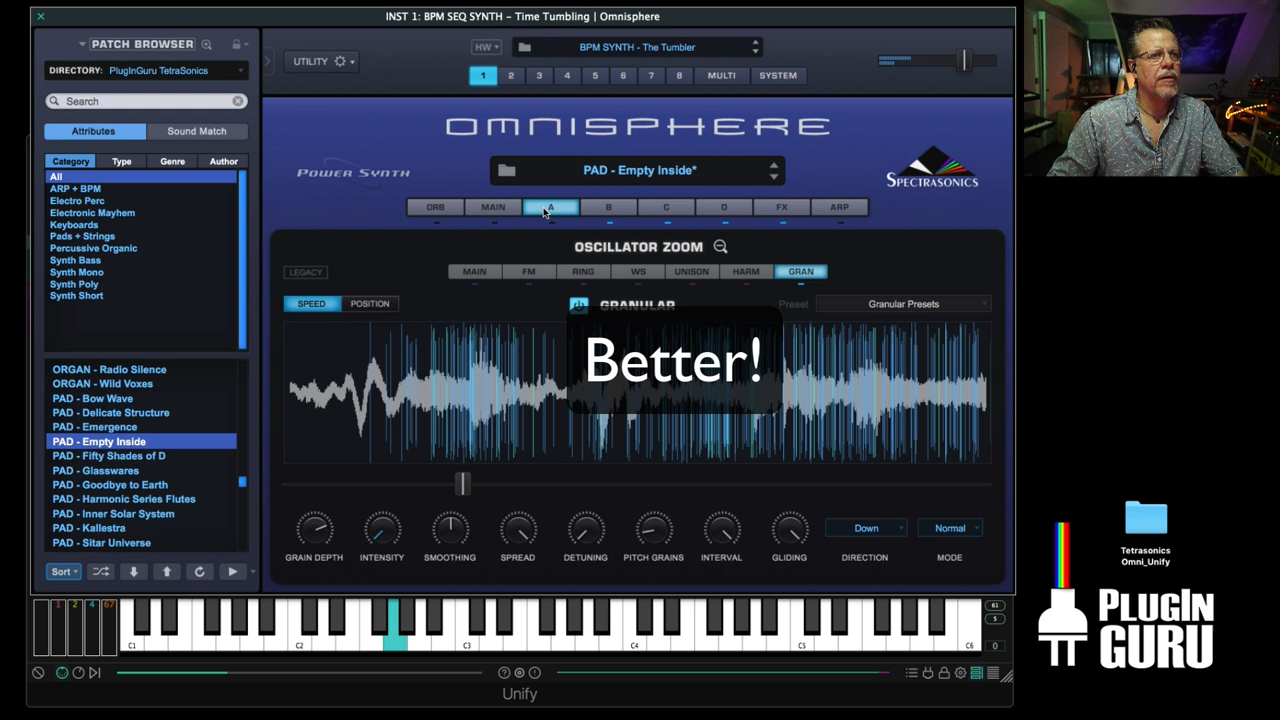 INST 1: BPM SEQ SYNTH – Time Tumbling | Omnisphere
PATCH BROWSER
DIRECTORY: PlugInGuru TetraSonics
Search
Attributes
Sound Match
Category
Type
Genre
Author
All
ARP + BPM
Electro Perc
Electronic Mayhem
Keyboards
Pads + Strings
Percussive Organic
Synth Bass
Synth Mono
Synth Poly
Synth Short
ORGAN - Radio Silence
ORGAN - Wild Voxes
PAD - Bow Wave
PAD - Delicate Structure
PAD - Emergence
PAD - Empty Inside
PAD - Fifty Shades of D
PAD - Glasswares
PAD - Goodbye to Earth
PAD - Harmonic Series Flutes
PAD - Inner Solar System
PAD - Kallestra
PAD - Sitar Universe
Sort
UTILITY
HW
BPM SYNTH - The Tumbler
1 2 3 4 5 6 7 8 MULTI SYSTEM
OMNISPHERE
POWER SYNTH
PAD - Empty Inside*
SPECTRASONICS
ORB MAIN A B C D FX ARP
OSCILLATOR ZOOM
LEGACY
MAIN FM RING WS UNISON HARM GRAN
SPEED POSITION
GRANULAR
Preset
Granular Presets
Better!
GRAIN DEPTH INTENSITY SMOOTHING SPREAD DETUNING PITCH GRAINS INTERVAL GLIDING
Down
DIRECTION
Normal
MODE
1 2 4 67
C1 C2 C3 C4 C5 C6
61
5
0
Unify
Tetrasonics
Omni_Unify
PLUGIN
GURU